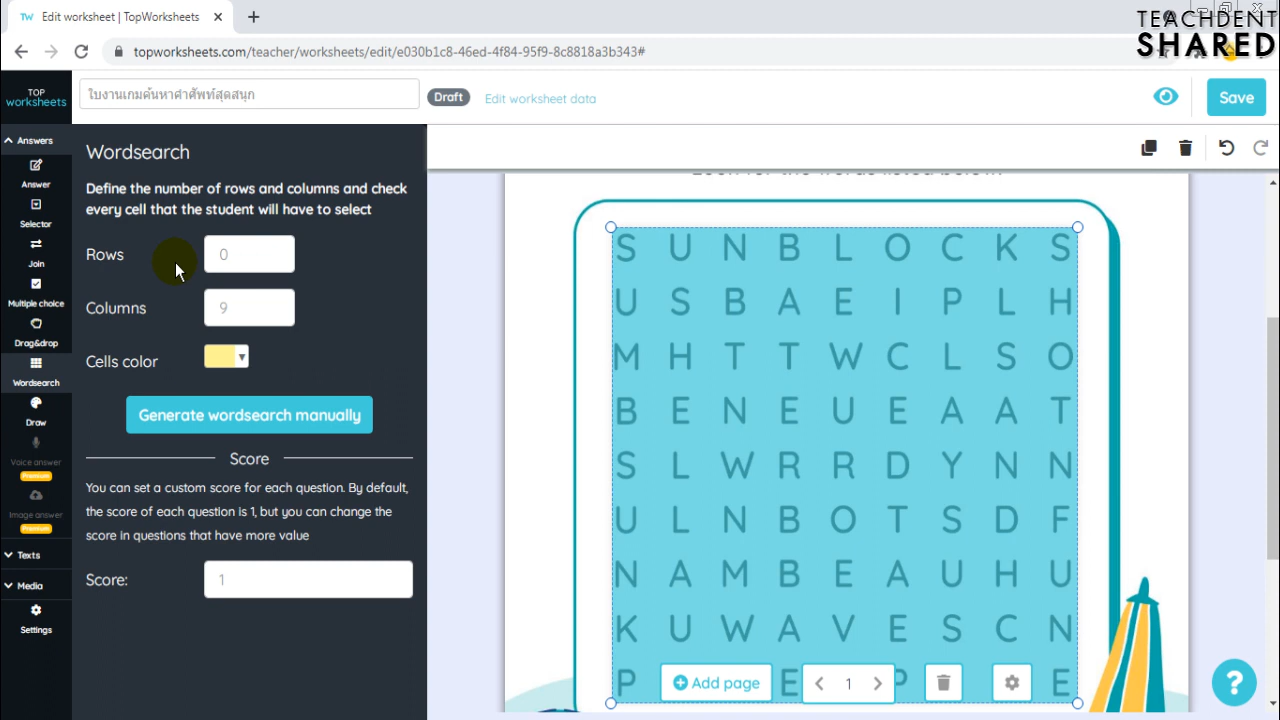 Edit worksheet | TopWorksheets
TEACHDENT
SHARED
topworksheets.com/teacher/worksheets/edit/e030b1c8-46ed-4f84-95f9-8c8818a3b343#
TOP
worksheets
ใบงานเกมค้นหาคำศัพท์สุดสนุก
Draft
Edit worksheet data
Save
Answers
Answer
Selector
Join
Multiple choice
Drag&drop
Wordsearch
Draw
Voice answer
Premium
Image answer
Premium
Texts
Media
Settings
Wordsearch
Define the number of rows and columns and check
every cell that the student will have to select
Rows 0
Columns 9
Cells color
Generate wordsearch manually
Score
You can set a custom score for each question. By default,
the score of each question is 1, but you can change the
score in questions that have more value
Score: 1
Look for the words listed below!
S U N B L O C K S
U S B A E I P L H
M H T T W C L S O
B E N E U E A A T
S L W R R D Y N N
U L N B O T S D F
N A M B E A U H U
K U W A V E S C N
P E P E
Add page
1
?